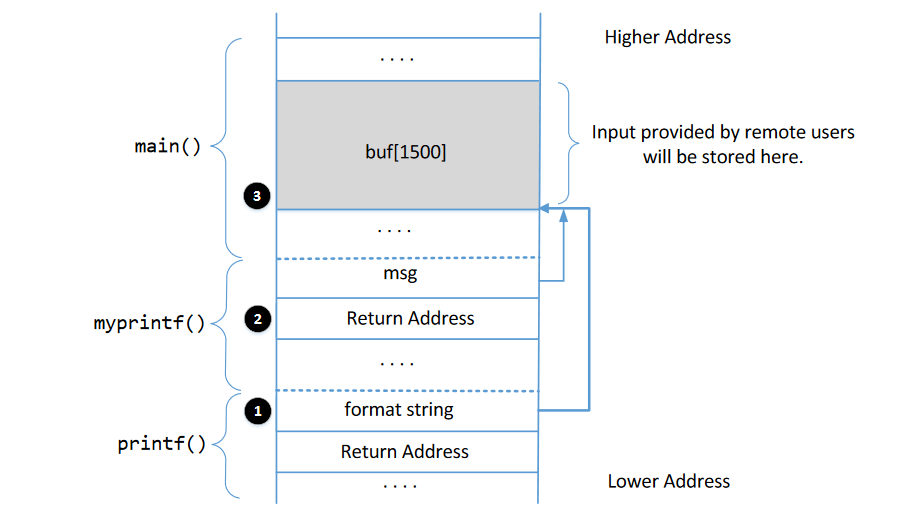 Higher Address
. . . .
main()
buf[1500]
Input provided by remote users
will be stored here.
3
. . . .
msg
myprintf()
2
Return Address
. . . .
1
format string
printf()
Return Address
. . . .
Lower Address